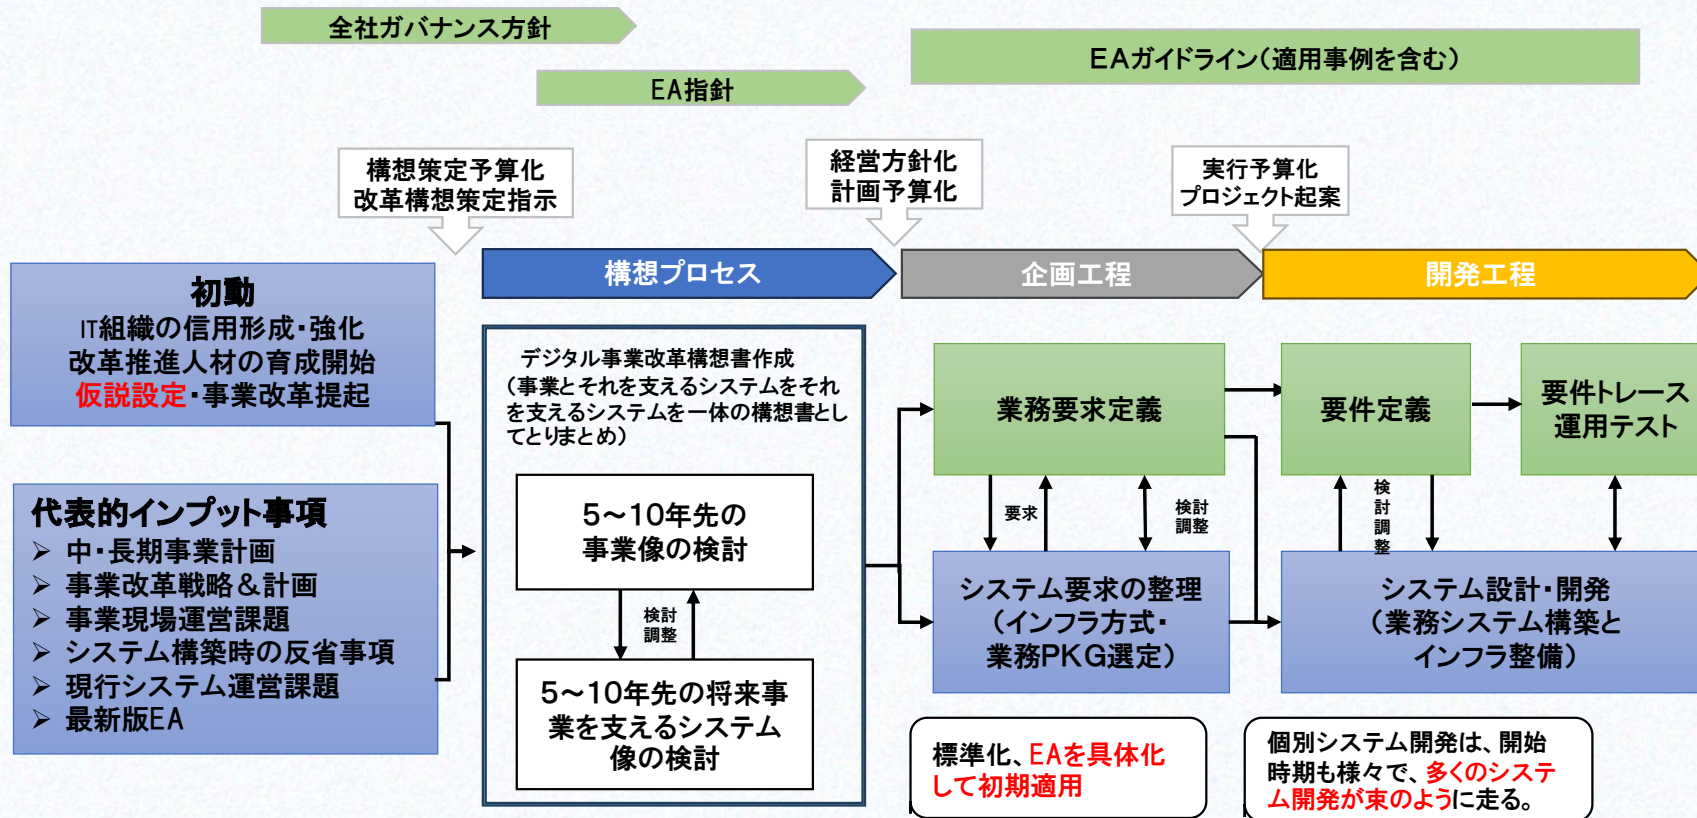 全社ガバナンス方針
EAガイドライン(適用事例を含む)
EA指針
構想策定予算化
改革構想策定指示
経営方針化
計画予算化
実行予算化
プロジェクト起案
構想プロセス
企画工程
開発工程
初動
IT組織の信用形成・強化
改革推進人材の育成開始
仮説設定・事業改革提起
代表的インプット事項
➢ 中・長期事業計画
➢ 事業改革戦略&計画
➢ 事業現場運営課題
➢ システム構築時の反省事項
➢ 現行システム運営課題
➢ 最新版EA
デジタル事業改革構想書作成
(事業とそれを支えるシステムをそれ
を支えるシステムを一体の構想書とし
てとりまとめ)
5~10年先の
事業像の検討
検討
調整
5~10年先の将来事
業を支えるシステム
像の検討
業務要求定義
要求
検討
調整
システム要求の整理
(インフラ方式・
業務PKG選定)
標準化、EAを具体化
して初期適用
要件定義
要件トレース
運用テスト
検
討
調
整
システム設計・開発
(業務システム構築と
インフラ整備)
個別システム開発は、開始
時期も様々で、多くのシステ
ム開発が束のように走る。